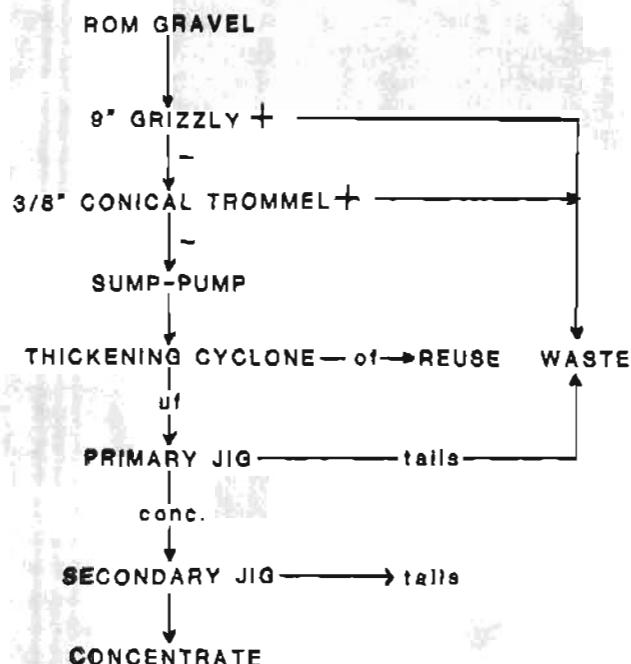 ROM GRAVEL
9" GRIZZLY +
-
3/8" CONICAL TROMMEL +
-
SUMP-PUMP
THICKENING CYCLONE of REUSE WASTE
uf
PRIMARY JIG tails
conc.
SECONDARY JIG tails
CONCENTRATE